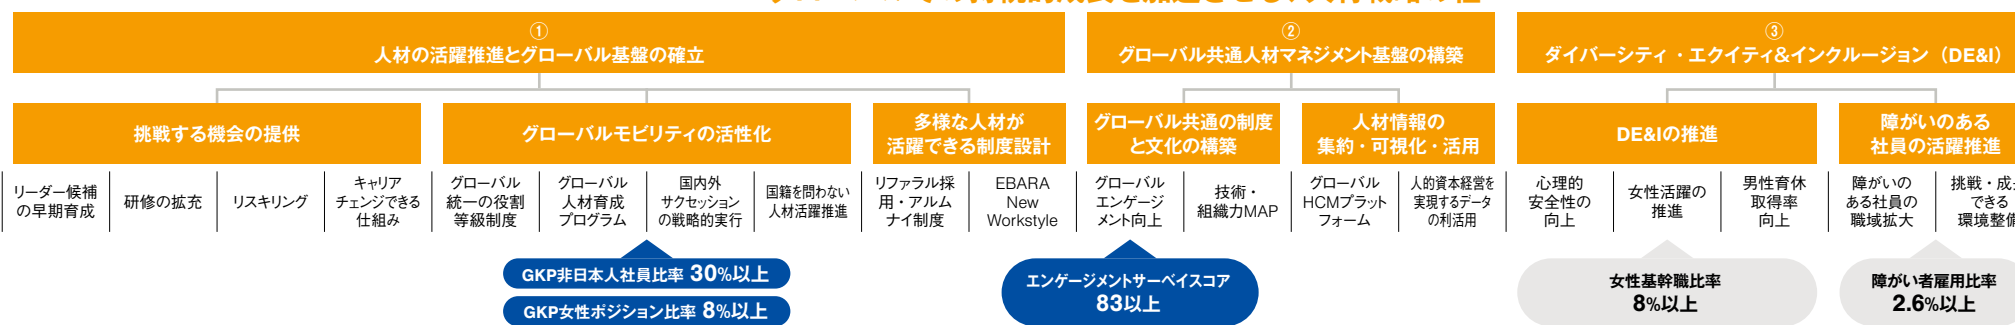 ①
人材の活躍推進とグローバル基盤の確立
②
グローバル共通人材マネジメント基盤の構築
③
ダイバーシティ・エクイティ&インクルージョン（DE&I）
挑戦する機会の提供
グローバルモビリティの活性化
多様な人材が
活躍できる制度設計
グローバル共通の制度
と文化の構築
人材情報の
集約・可視化・活用
DE&Iの推進
障がいのある
社員の活躍推進
リーダー候補
の早期育成
研修の拡充
リスキリング
キャリア
チェンジできる
仕組み
グローバル
統一の役割
等級制度
グローバル
人材育成
プログラム
国内外
サクセッション
の戦略的実行
国籍を問わない
人材活躍推進
リファラル採
用・アルム
ナイ制度
EBARA
New
Workstyle
グローバル
エンゲージ
メント向上
技術・
組織力MAP
グローバル
HCMプラット
フォーム
人的資本経営を
実現するデータ
の利活用
心理的
安全性の
向上
女性活躍の
推進
男性育休
取得率
向上
障がいの
ある社員の
職域拡大
挑戦・成
できる
環境整備
GKP非日本人社員比率 30%以上
GKP女性ポジション比率 8%以上
エンゲージメントサーベイスコア
83以上
女性基幹職比率
8%以上
障がい者雇用比率
2.6%以上